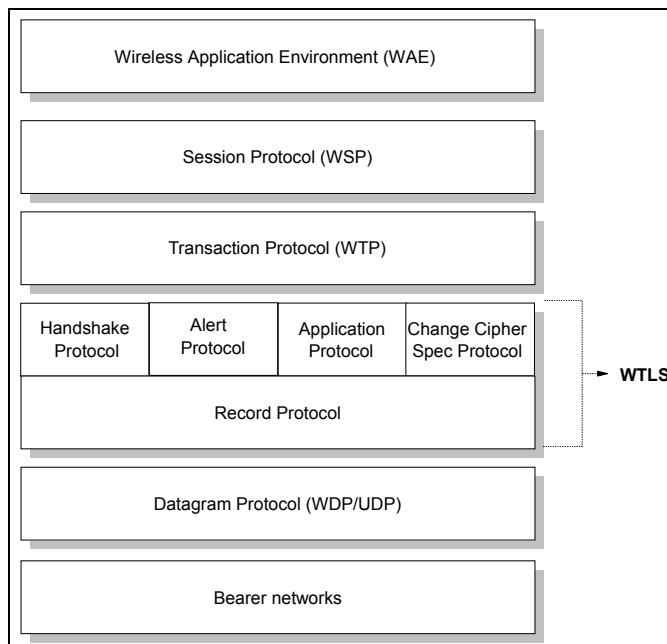 Wireless Application Environment (WAE)
Session Protocol (WSP)
Transaction Protocol (WTP)
Handshake
Protocol
Alert
Protocol
Application
Protocol
Change Cipher
Spec Protocol
WTLS
Record Protocol
Datagram Protocol (WDP/UDP)
Bearer networks